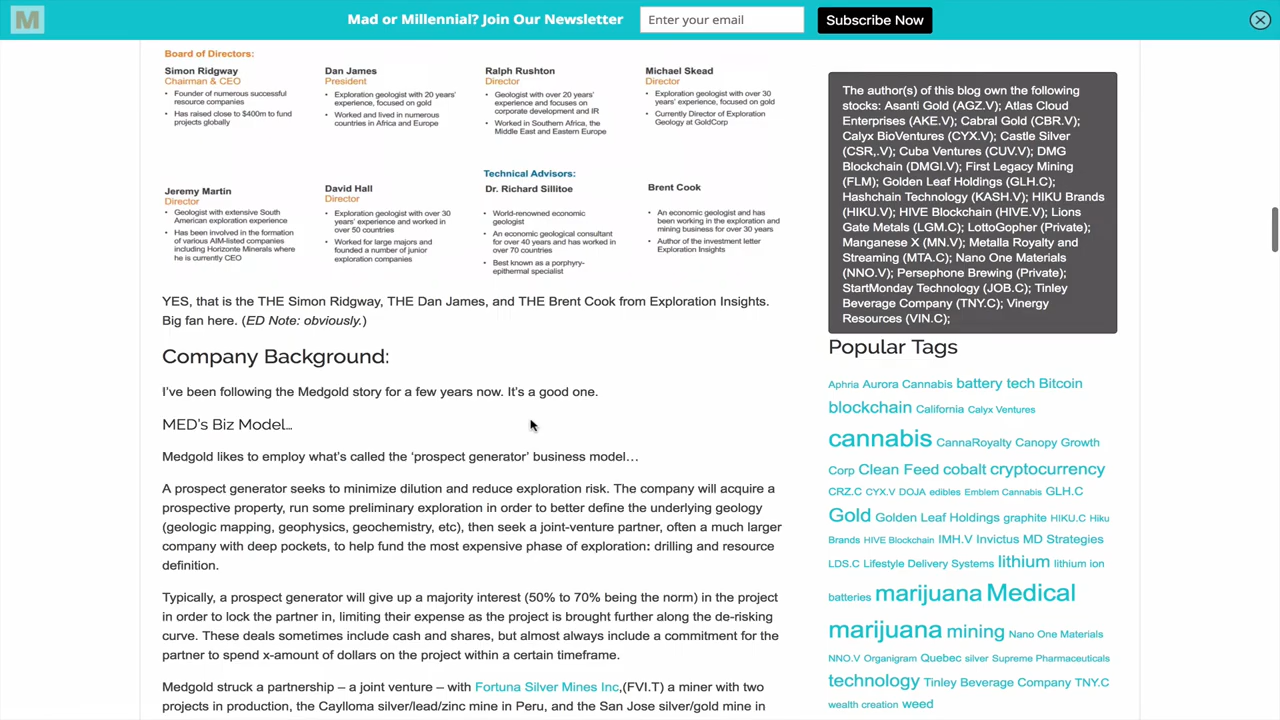 M
Mad or Millennial? Join Our Newsletter
Enter your email
Subscribe Now
Board of Directors:
Simon Ridgway
Chairman & CEO
• Founder of numerous successful
resource companies
• Has raised close to $400m to fund
projects globally
Dan James
President
• Exploration geologist with 20 years'
experience, focused on gold
• Worked and lived in numerous
countries in Africa and Europe
Ralph Rushton
Director
• Geologist with over 20 years'
experience and focuses on
corporate development and IR
• Worked in Southern Africa, the
Middle East and Eastern Europe
Michael Skead
Director
• Exploration geologist with over 30
years' experience, focused on gold
• Currently Director of Exploration
Geology at GoldCorp
Jeremy Martin
Director
• Geologist with extensive South
American exploration experience
• Has been involved in the formation
of various AIM-listed companies
including Horizonte Minerals where
he is currently CEO
David Hall
Director
• Exploration geologist with over 30
years' experience and worked in
over 50 countries
• Worked for large majors and
founded a number of junior
exploration companies
Technical Advisors:
Dr. Richard Sillitoe
• World-renowned economic
geologist
• An economic geological consultant
for over 40 years and has worked in
over 70 countries
• Best known as a porphyry-
epithermal specialist
Brent Cook
• An economic geologist and has
been working in the exploration and
mining business for over 30 years
• Author of the investment letter
Exploration Insights
YES, that is the THE Simon Ridgway, THE Dan James, and THE Brent Cook from Exploration Insights.
Big fan here. (ED Note: obviously.)
Company Background:
I've been following the Medgold story for a few years now. It's a good one.
MED's Biz Model…
Medgold likes to employ what's called the 'prospect generator' business model…
A prospect generator seeks to minimize dilution and reduce exploration risk. The company will acquire a
prospective property, run some preliminary exploration in order to better define the underlying geology
(geologic mapping, geophysics, geochemistry, etc), then seek a joint-venture partner, often a much larger
company with deep pockets, to help fund the most expensive phase of exploration: drilling and resource
definition.
Typically, a prospect generator will give up a majority interest (50% to 70% being the norm) in the project
in order to lock the partner in, limiting their expense as the project is brought further along the de-risking
curve. These deals sometimes include cash and shares, but almost always include a commitment for the
partner to spend x-amount of dollars on the project within a certain timeframe.
Medgold struck a partnership – a joint venture – with Fortuna Silver Mines Inc,(FVI.T) a miner with two
projects in production, the Caylloma silver/lead/zinc mine in Peru, and the San Jose silver/gold mine in
The author(s) of this blog own the following
stocks: Asanti Gold (AGZ.V); Atlas Cloud
Enterprises (AKE.V); Cabral Gold (CBR.V);
Calyx BioVentures (CYX.V); Castle Silver
(CSR,.V); Cuba Ventures (CUV.V); DMG
Blockchain (DMGI.V); First Legacy Mining
(FLM); Golden Leaf Holdings (GLH.C);
Hashchain Technology (KASH.V); HIKU Brands
(HIKU.V); HIVE Blockchain (HIVE.V); Lions
Gate Metals (LGM.C); LottoGopher (Private);
Manganese X (MN.V); Metalla Royalty and
Streaming (MTA.C); Nano One Materials
(NNO.V); Persephone Brewing (Private);
StartMonday Technology (JOB.C); Tinley
Beverage Company (TNY.C); Vinergy
Resources (VIN.C);
Popular Tags
Aphria Aurora Cannabis battery tech Bitcoin
blockchain California Calyx Ventures
cannabis CannaRoyalty Canopy Growth
Corp Clean Feed cobalt cryptocurrency
CRZ.C CYX.V DOJA edibles Emblem Cannabis GLH.C
Gold Golden Leaf Holdings graphite HIKU.C Hiku
Brands HIVE Blockchain IMH.V Invictus MD Strategies
LDS.C Lifestyle Delivery Systems lithium lithium ion
batteries marijuana Medical
marijuana mining Nano One Materials
NNO.V Organigram Quebec silver Supreme Pharmaceuticals
technology Tinley Beverage Company TNY.C
wealth creation weed